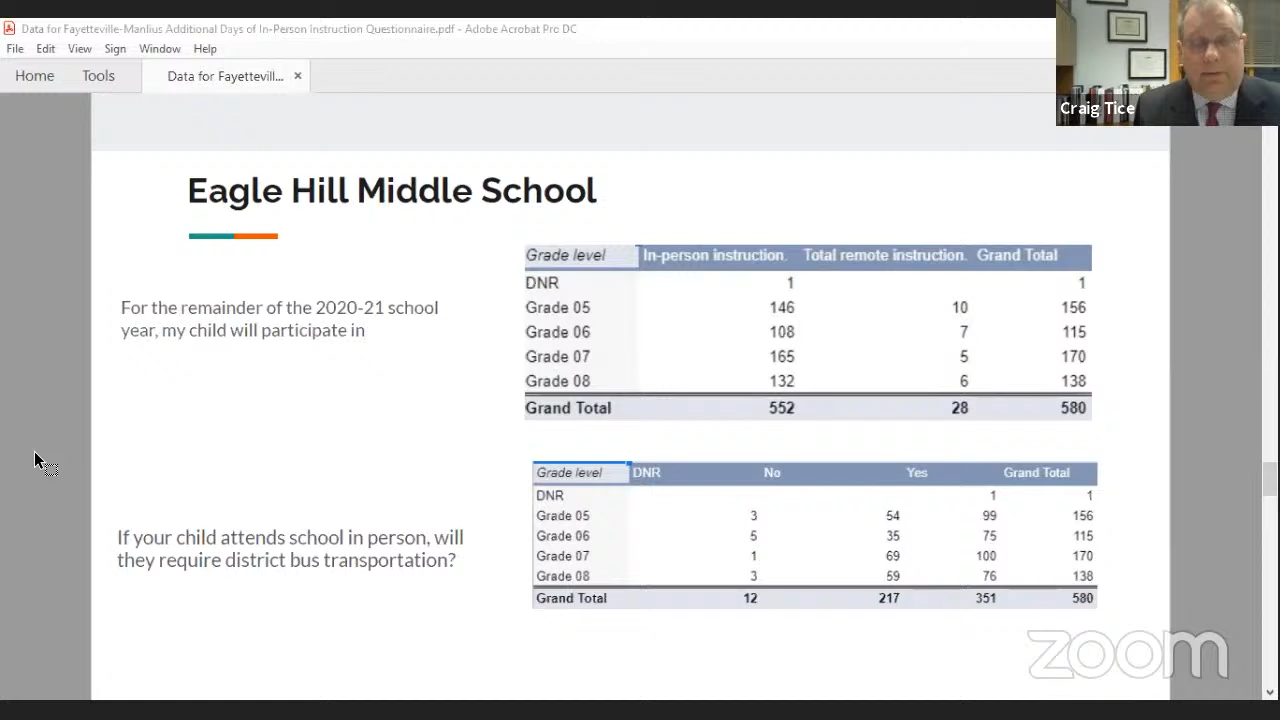 Data for Fayetteville-Manlius Additional Days of In-Person Instruction Questionnaire.pdf - Adobe Acrobat Pro DC
File Edit View Sign Window Help
Home Tools Data for Fayettevill... ×
Craig Tice
Eagle Hill Middle School
For the remainder of the 2020-21 school
year, my child will participate in
Grade level In-person instruction. Total remote instruction. Grand Total
DNR 1 1
Grade 05 146 10 156
Grade 06 108 7 115
Grade 07 165 5 170
Grade 08 132 6 138
Grand Total 552 28 580
If your child attends school in person, will
they require district bus transportation?
Grade level DNR No Yes Grand Total
DNR 1 1
Grade 05 3 54 99 156
Grade 06 5 35 75 115
Grade 07 1 69 100 170
Grade 08 3 59 76 138
Grand Total 12 217 351 580
zoom